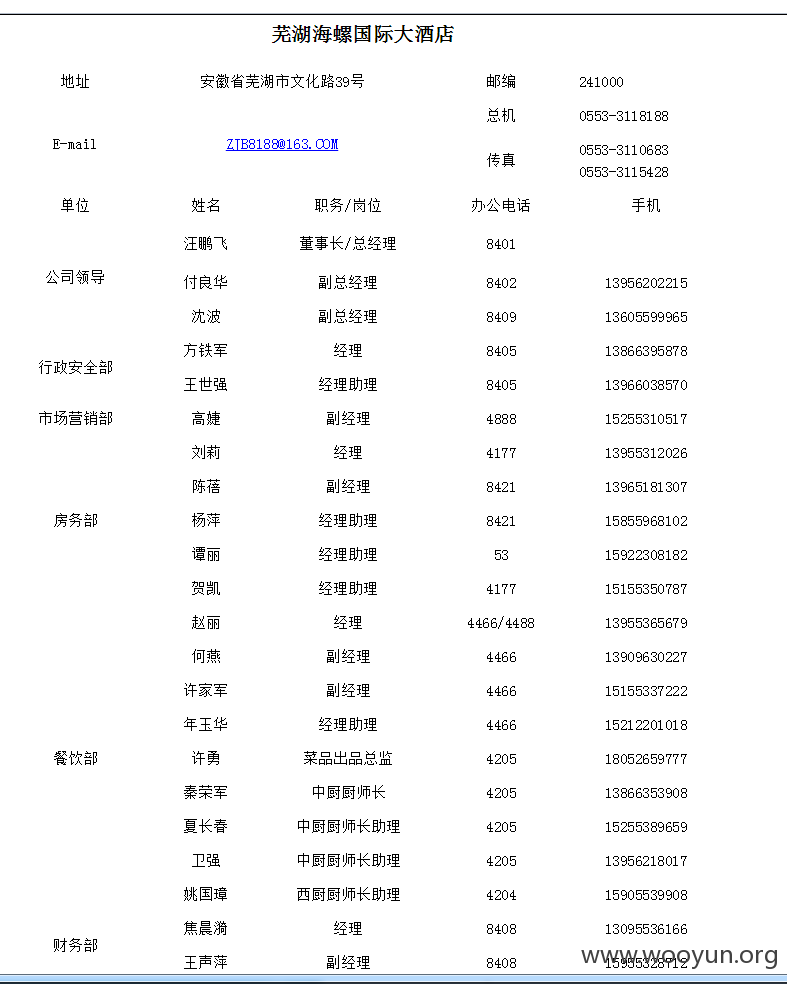 芜湖海螺国际大酒店
地址 安徽省芜湖市文化路39号 邮编 241000
总机 0553-3118188
E-mail ZJB8188@163.COM 传真 0553-3110683
0553-3115428
单位 姓名 职务/岗位 办公电话 手机
汪鹏飞 董事长/总经理 8401
公司领导 付良华 副总经理 8402 13956202215
沈波 副总经理 8409 13605599965
行政安全部 方铁军 经理 8405 13866395878
王世强 经理助理 8405 13966038570
市场营销部 高婕 副经理 4888 15255310517
刘莉 经理 4177 13955312026
陈蓓 副经理 8421 13965181307
房务部 杨萍 经理助理 8421 15855968102
谭丽 经理助理 53 15922308182
贺凯 经理助理 4177 15155350787
赵丽 经理 4466/4488 13955365679
何燕 副经理 4466 13909630227
许家军 副经理 4466 15155337222
年玉华 经理助理 4466 15212201018
餐饮部 许勇 菜品出品总监 4205 18052659777
秦荣军 中厨厨师长 4205 13866353908
夏长春 中厨厨师长助理 4205 15255389659
卫强 中厨厨师长助理 4205 13956218017
姚国璋 西厨厨师长助理 4204 15905539908
财务部 焦晨漪 经理 8408 13095536166
王声萍 副经理 8408
www.wooyun.org